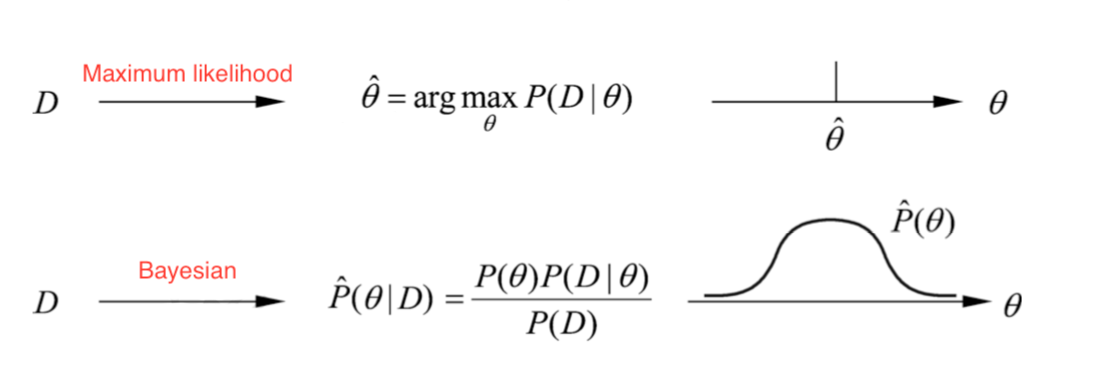 Maximum likelihood
D
θ̂ = arg max P(D | θ)
θ
θ
θ̂
P̂(θ)
Bayesian
D
P̂(θ|D) = P(θ)P(D | θ)
P(D)
θ